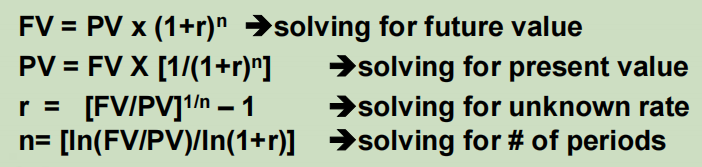 FV = PV x (1+r)ⁿ ➔solving for future value
PV = FV X [1/(1+r)ⁿ] ➔solving for present value
r = [FV/PV]¹/ⁿ – 1 ➔solving for unknown rate
n= [ln(FV/PV)/ln(1+r)] ➔solving for # of periods